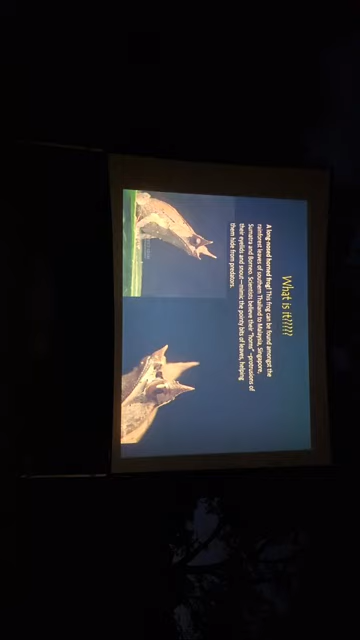 What is it?????
A long-nosed horned frog! This frog can be found amongst the
rainforest leaves of southern Thailand to Malaysia, Singapore,
Sumatra and Borneo. Scientists believe their "horns"—protrusions of
their eyelids and snout—mimic the pointy bits of leaves, helping
them hide from predators.